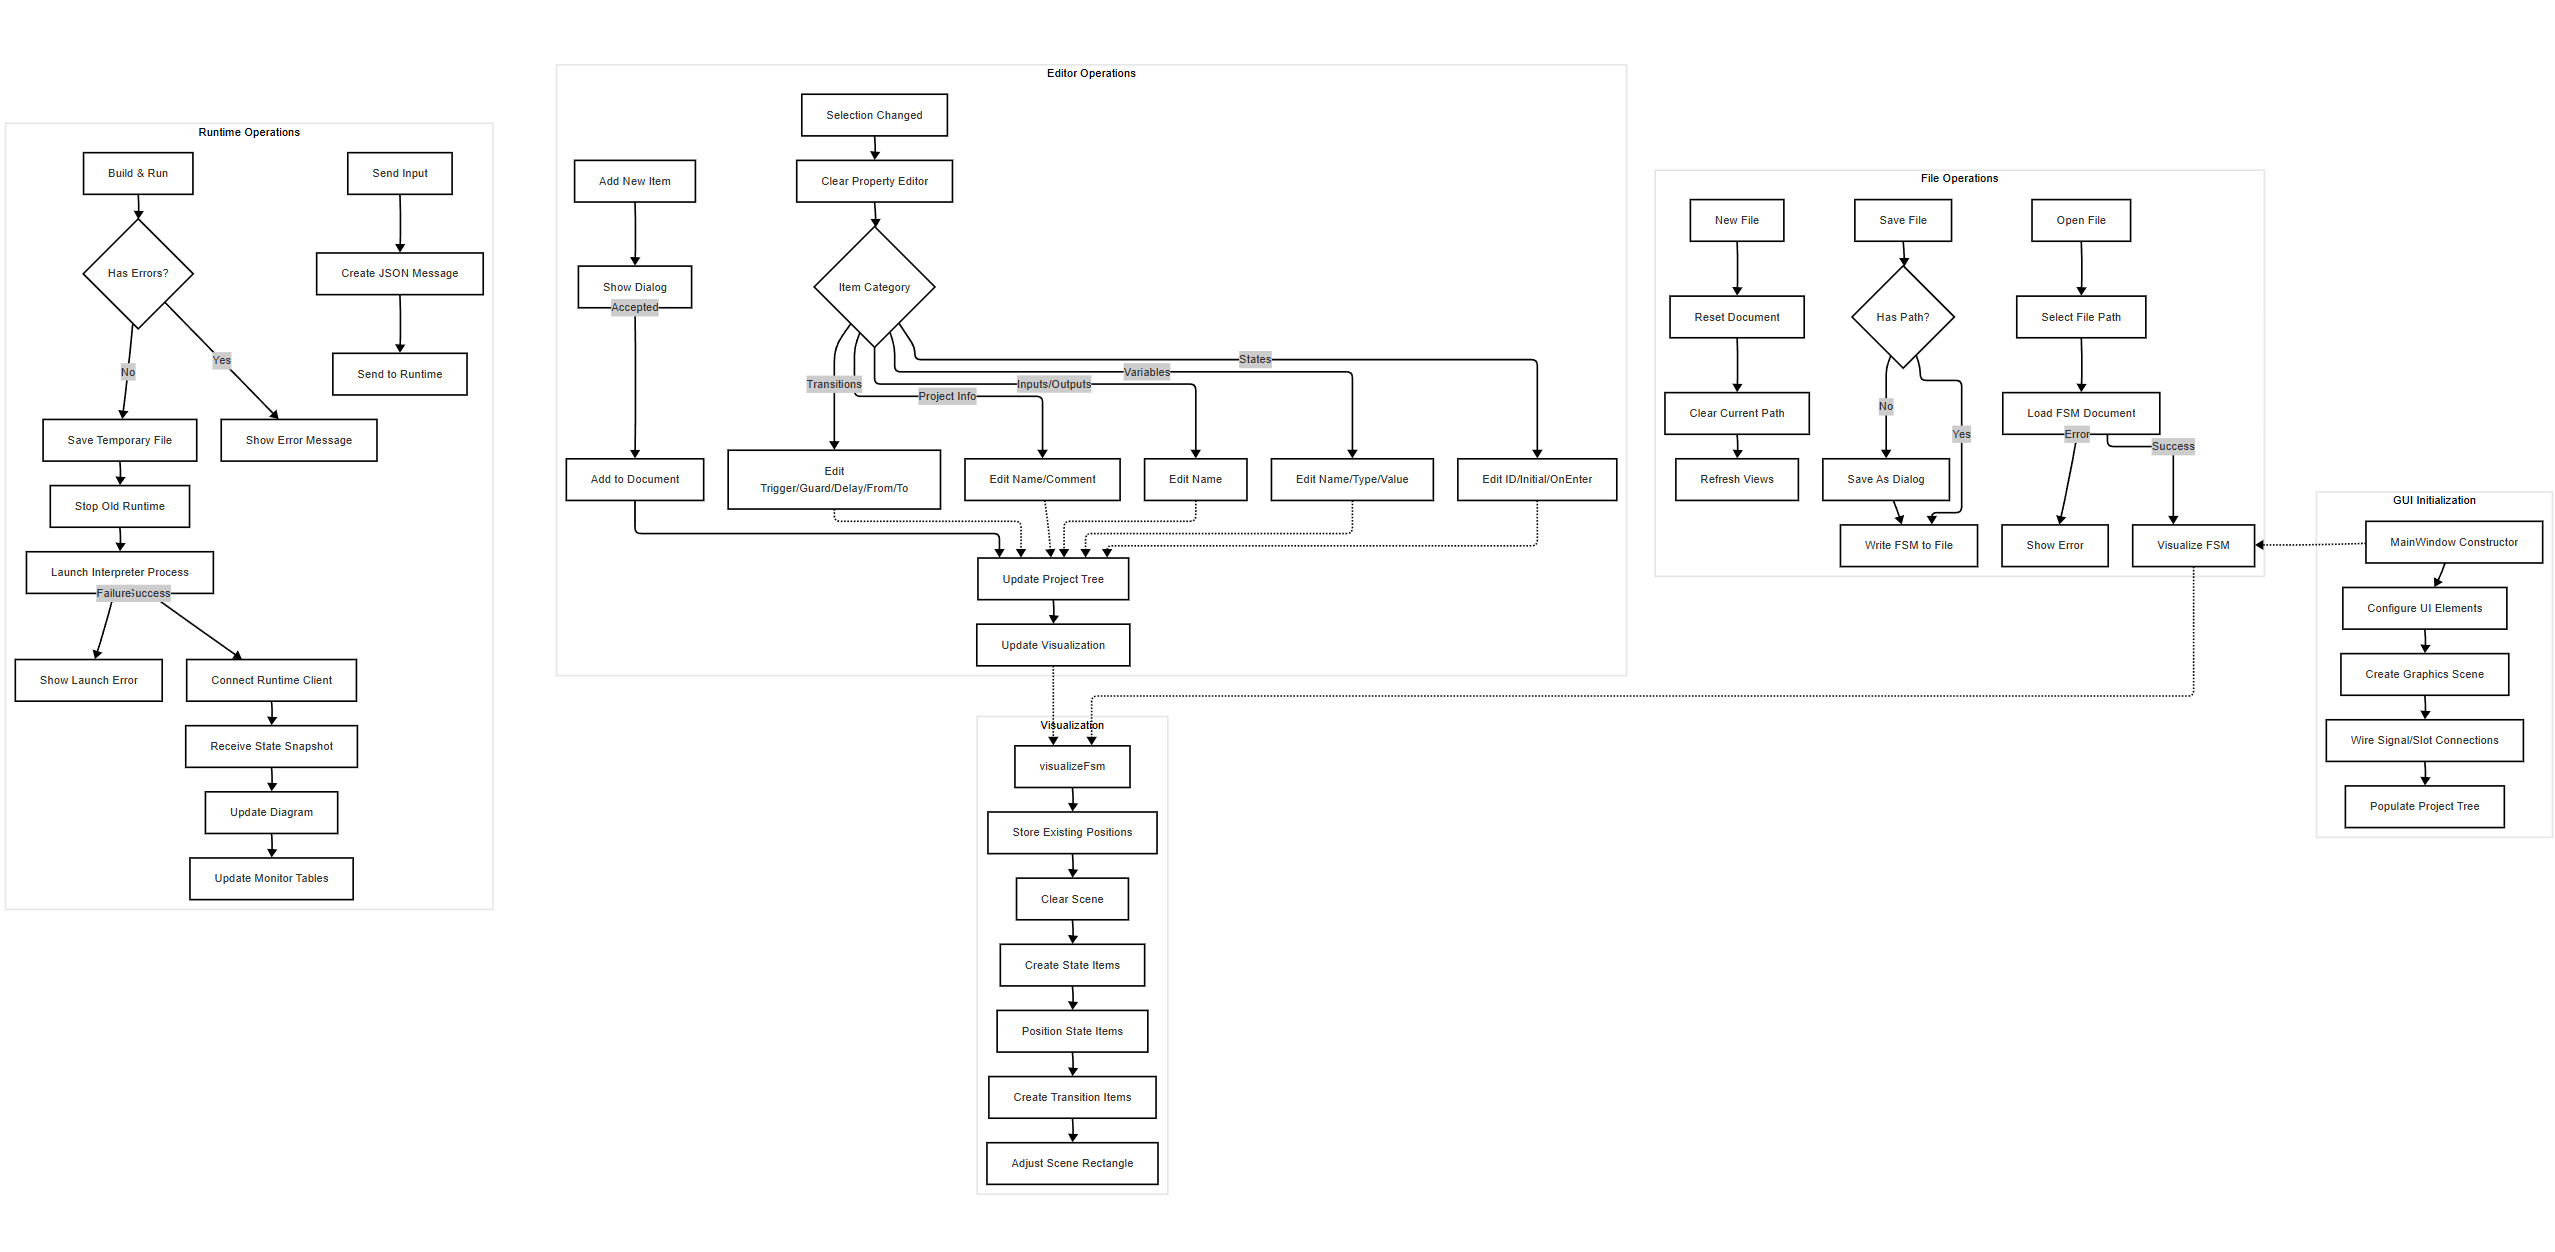 Runtime Operations
Build & Run
Send Input
Has Errors?
Create JSON Message
No
Yes
Send to Runtime
Save Temporary File
Show Error Message
Stop Old Runtime
Launch Interpreter Process
Failure
Success
Show Launch Error
Connect Runtime Client
Receive State Snapshot
Update Diagram
Update Monitor Tables
Editor Operations
Selection Changed
Add New Item
Clear Property Editor
Show Dialog
Accepted
Item Category
States
Variables
Transitions
Inputs/Outputs
Project Info
Add to Document
Edit
Trigger/Guard/Delay/From/To
Edit Name/Comment
Edit Name
Edit Name/Type/Value
Edit ID/Initial/OnEnter
Update Project Tree
Update Visualization
Visualization
visualizeFsm
Store Existing Positions
Clear Scene
Create State Items
Position State Items
Create Transition Items
Adjust Scene Rectangle
File Operations
New File
Save File
Open File
Reset Document
Has Path?
Select File Path
Clear Current Path
No
Yes
Load FSM Document
Error
Success
Refresh Views
Save As Dialog
Write FSM to File
Show Error
Visualize FSM
GUI Initialization
MainWindow Constructor
Configure UI Elements
Create Graphics Scene
Wire Signal/Slot Connections
Populate Project Tree